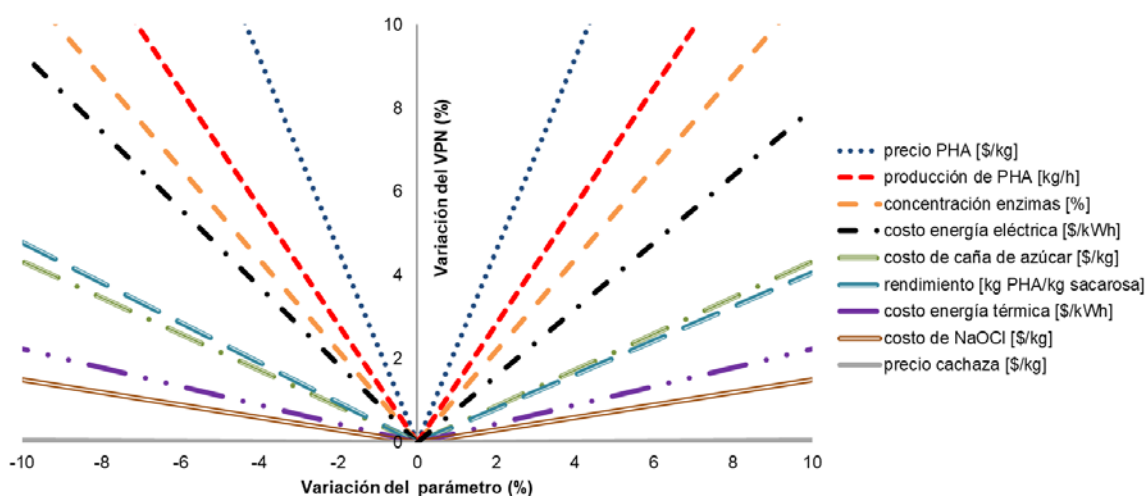 10
8
6
4
2
0
Variación del VPN (%)
-10 -8 -6 -4 -2 0 2 4 6 8 10
Variación del parámetro (%)
precio PHA [$/kg]
producción de PHA [kg/h]
concentración enzimas [%]
costo energía eléctrica [$/kWh]
costo de caña de azúcar [$/kg]
rendimiento [kg PHA/kg sacarosa]
costo energía térmica [$/kWh]
costo de NaOCl [$/kg]
precio cachaza [$/kg]